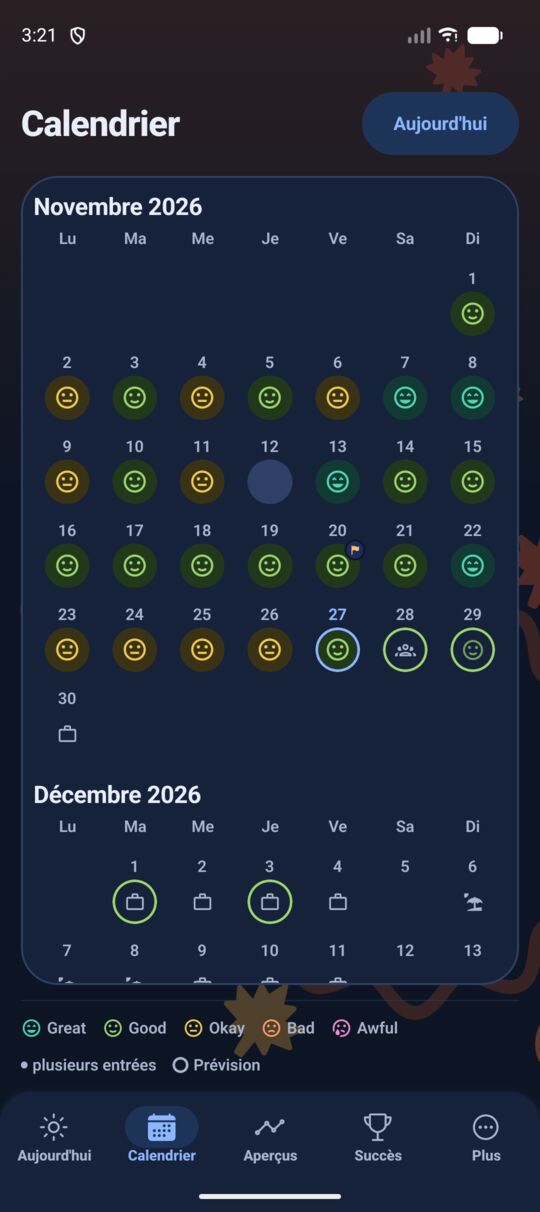 3:21
Calendrier
Aujourd'hui
Novembre 2026
Lu Ma Me Je Ve Sa Di
1
2 3 4 5 6 7 8
9 10 11 12 13 14 15
16 17 18 19 20 21 22
23 24 25 26 27 28 29
30
Décembre 2026
Lu Ma Me Je Ve Sa Di
1 2 3 4 5 6
7 8 9 10 11 12 13
Great Good Okay Bad Awful
plusieurs entrées Prévision
Aujourd'hui Calendrier Aperçus Succès Plus